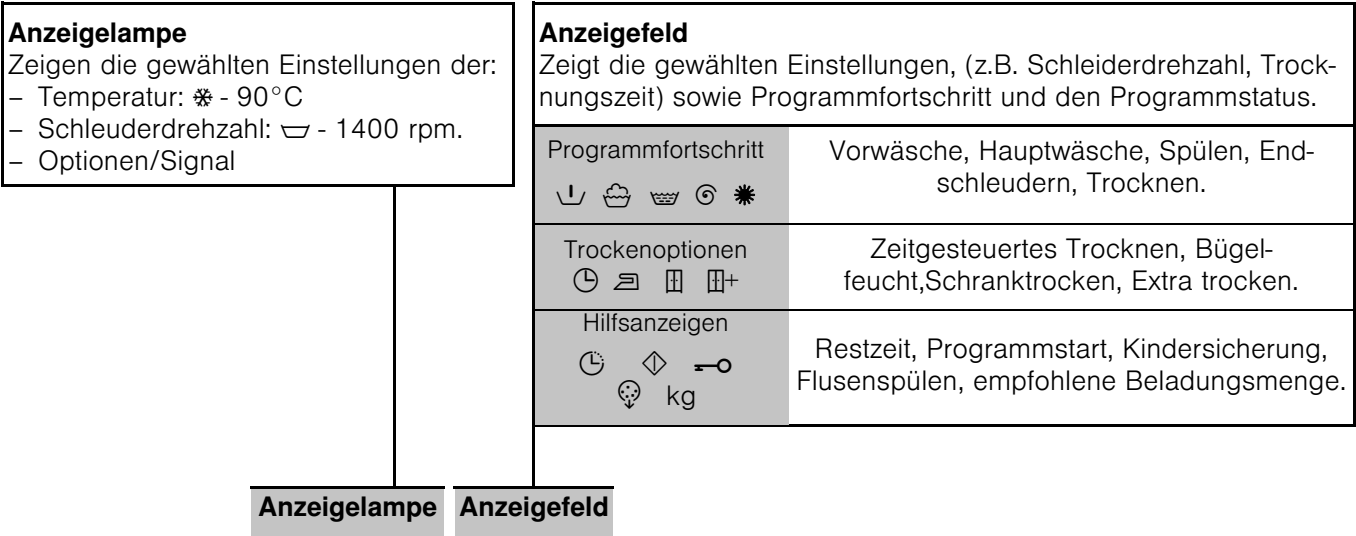 Anzeigelampe
Zeigen die gewählten Einstellungen der:
– Temperatur: ❄ - 90°C
– Schleuderdrehzahl: - 1400 rpm.
– Optionen/Signal
Anzeigefeld
Zeigt die gewählten Einstellungen, (z.B. Schleiderdrehzahl, Trock-
nungszeit) sowie Programmfortschritt und den Programmstatus.
Programmfortschritt
Vorwäsche, Hauptwäsche, Spülen, End-
schleudern, Trocknen.
Trockenoptionen
+
Zeitgesteuertes Trocknen, Bügel-
feucht,Schranktrocken, Extra trocken.
Hilfsanzeigen
kg
Restzeit, Programmstart, Kindersicherung,
Flusenspülen, empfohlene Beladungsmenge.
Anzeigelampe
Anzeigefeld